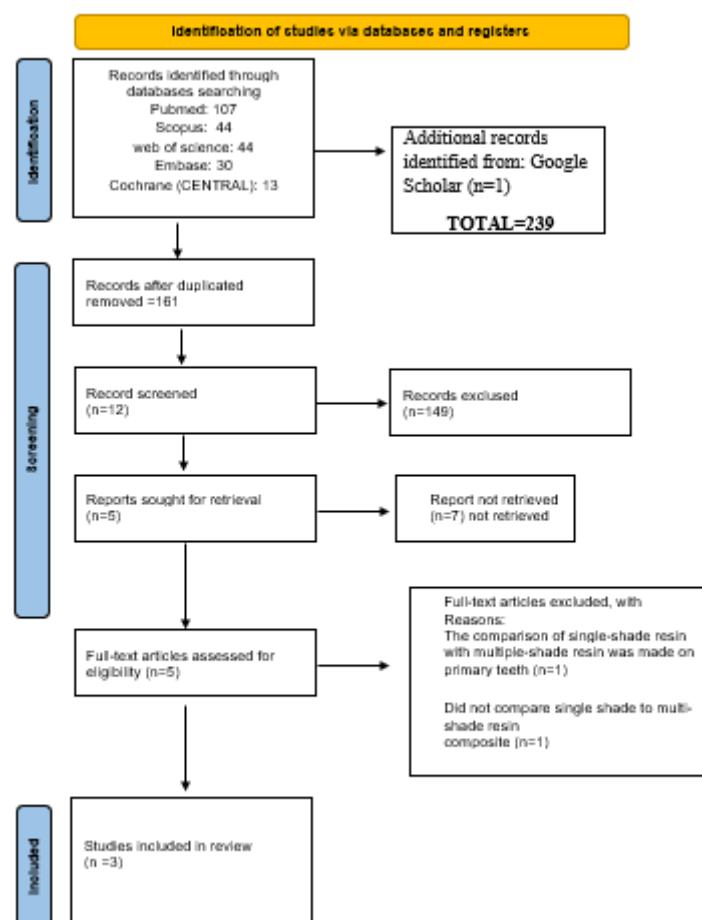 Identification of studies via databases and registers
Identification
Records identified through
databases searching
Pubmed: 107
Scopus: 44
web of science: 44
Embase: 30
Cochrane (CENTRAL): 13
Additional records
identified from: Google
Scholar (n=1)
TOTAL=239
Screening
Records after duplicated
removed =161
Record screened
(n=12)
Records exclused
(n=149)
Reports sought for retrieval
(n=5)
Report not retrieved
(n=7) not retrieved
Full-text articles assessed for
eligibility (n=5)
Full-text articles excluded, with
Reasons:
The comparison of single-shade resin
with multiple-shade resin was made on
primary teeth (n=1)
Did not compare single shade to multi-
shade resin
composite (n=1)
Included
Studies included in review
(n =3)